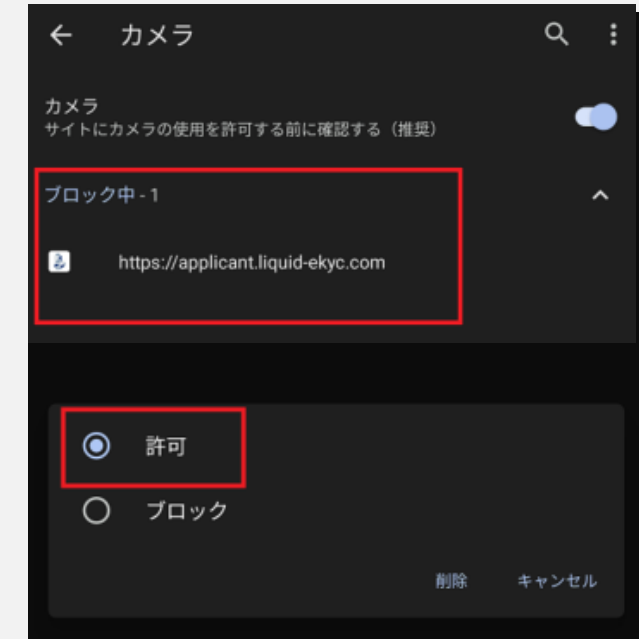 カメラ
カメラ
サイトにカメラの使用を許可する前に確認する（推奨）
ブロック中 - 1
https://applicant.liquid-ekyc.com
許可
ブロック
削除 キャンセル